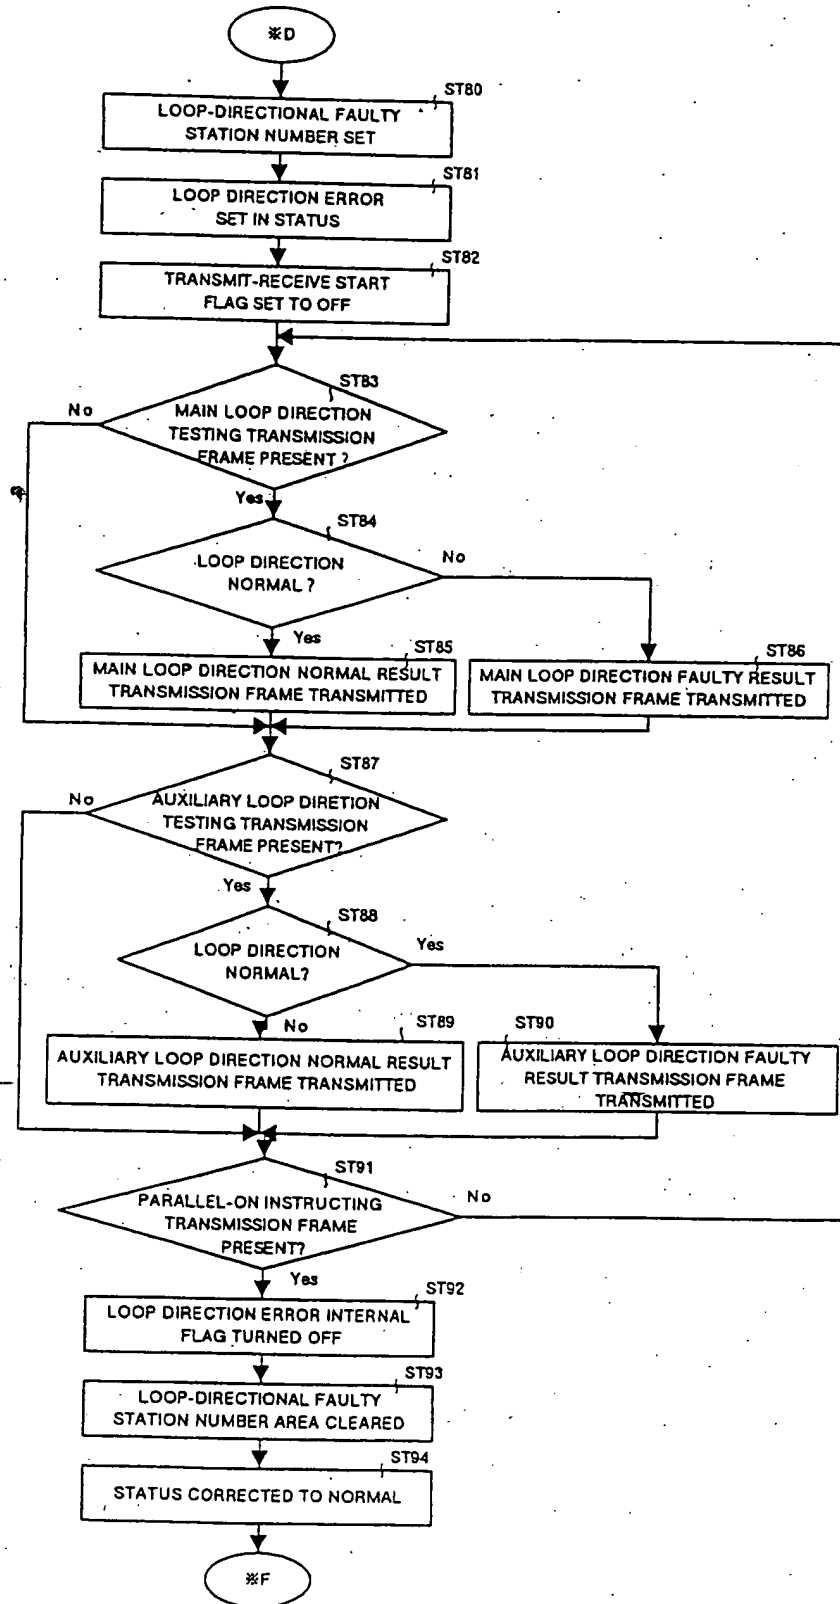 ※D
ST80
LOOP-DIRECTIONAL FAULTY
STATION NUMBER SET
ST81
LOOP DIRECTION ERROR
SET IN STATUS
ST82
TRANSMIT-RECEIVE START
FLAG SET TO OFF
ST83
No
MAIN LOOP DIRECTION
TESTING TRANSMISSION
FRAME PRESENT ?
Yes
ST84
LOOP DIRECTION
NORMAL ?
No
Yes
ST85
MAIN LOOP DIRECTION NORMAL RESULT
TRANSMISSION FRAME TRANSMITTED
ST86
MAIN LOOP DIRECTION FAULTY RESULT
TRANSMISSION FRAME TRANSMITTED
ST87
No
AUXILIARY LOOP DIRETION
TESTING TRANSMISSION
FRAME PRESENT?
Yes
ST88
LOOP DIRECTION
NORMAL?
Yes
No
ST89
AUXILIARY LOOP DIRECTION NORMAL RESULT
TRANSMISSION FRAME TRANSMITTED
ST90
AUXILIARY LOOP DIRECTION FAULTY
RESULT TRANSMISSION FRAME
TRANSMITTED
ST91
PARALLEL-ON INSTRUCTING
TRANSMISSION FRAME
PRESENT?
No
Yes
ST92
LOOP DIRECTION ERROR INTERNAL
FLAG TURNED OFF
ST93
LOOP-DIRECTIONAL FAULTY
STATION NUMBER AREA CLEARED
ST94
STATUS CORRECTED TO NORMAL
※F